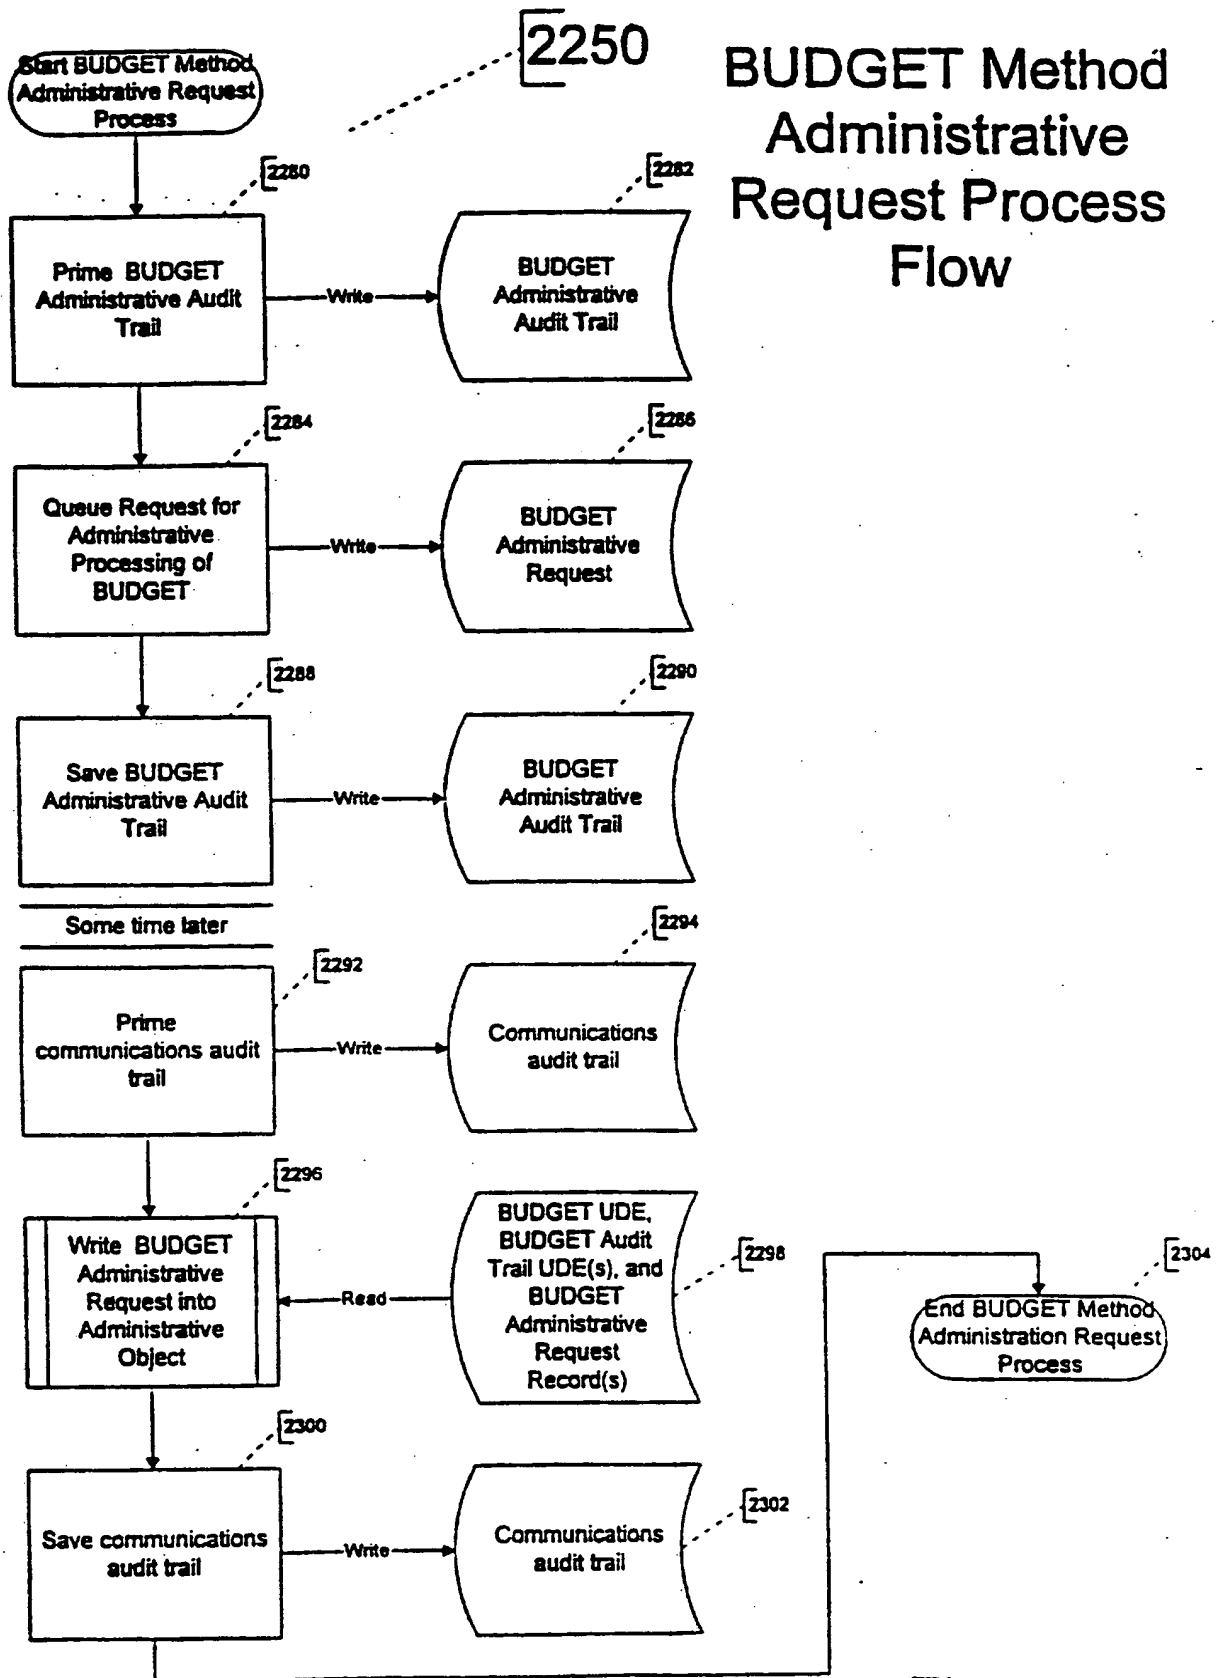 2250
BUDGET Method
Administrative
Request Process
Flow
Start BUDGET Method
Administrative Request
Process
2280
Prime BUDGET
Administrative Audit
Trail
Write
2282
BUDGET
Administrative
Audit Trail
2284
Queue Request for
Administrative
Processing of
BUDGET
Write
2286
BUDGET
Administrative
Request
2288
Save BUDGET
Administrative Audit
Trail
Write
2290
BUDGET
Administrative
Audit Trail
Some time later
2292
Prime
communications audit
trail
Write
2294
Communications
audit trail
2296
Write BUDGET
Administrative
Request into
Administrative
Object
Read
2298
BUDGET UDE,
BUDGET Audit
Trail UDE(s), and
BUDGET
Administrative
Request
Record(s)
2300
Save communications
audit trail
Write
2302
Communications
audit trail
2304
End BUDGET Method
Administration Request
Process